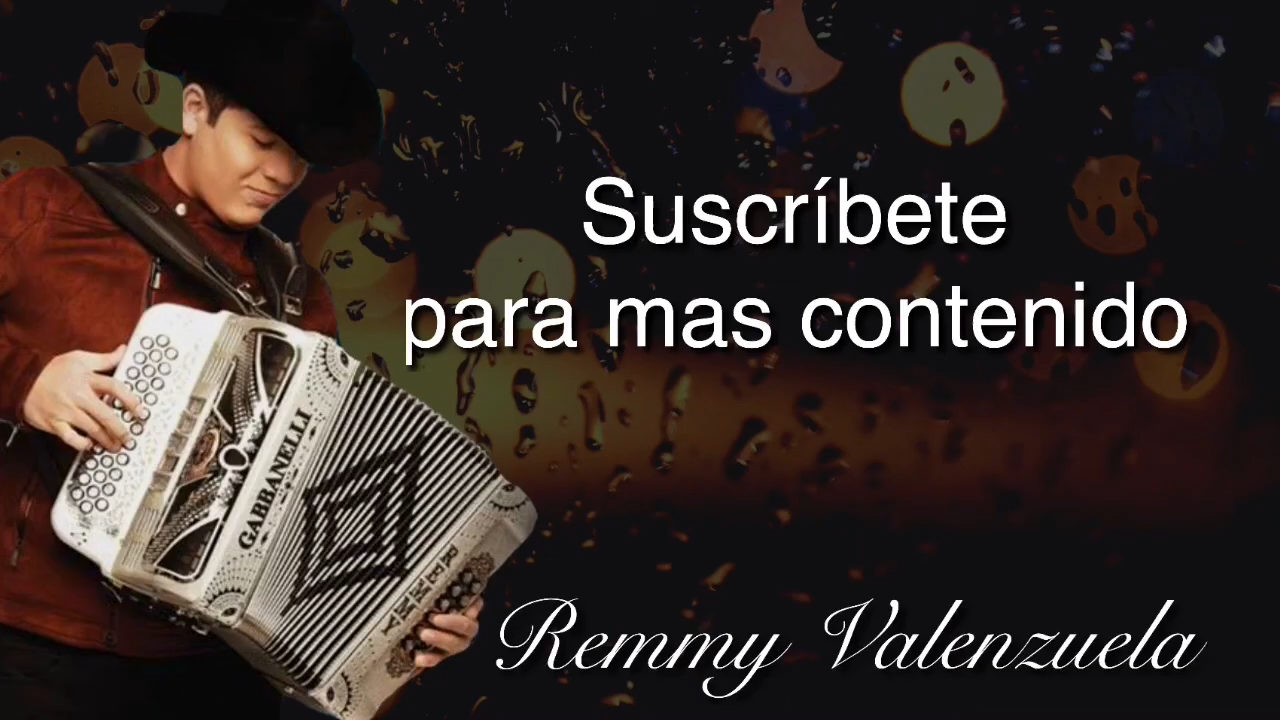 Suscríbete
para mas contenido
GABBANELLI
Remmy Valenzuela